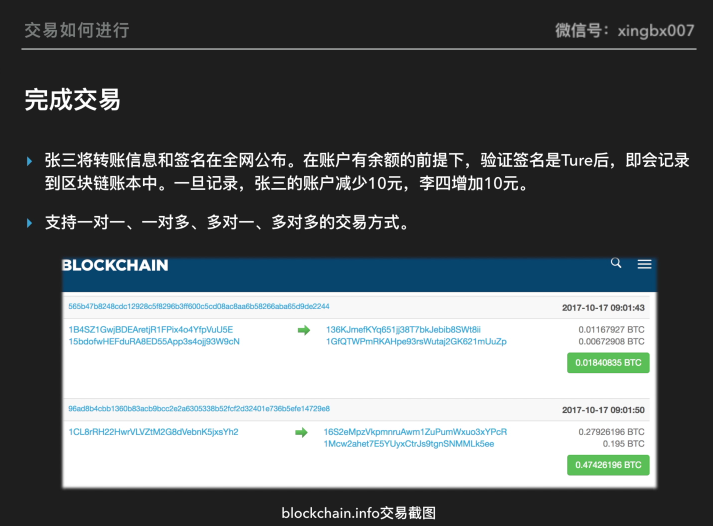 交易如何进行
微信号：xingbx007
完成交易
张三将转账信息和签名在全网公布。在账户有余额的前提下，验证签名是Ture后，即会记录
到区块链账本中。一旦记录，张三的账户减少10元，李四增加10元。
支持一对一、一对多、多对一、多对多的交易方式。
BLOCKCHAIN
565b47b8248cdc12928c5f8296b3ff600c5cd08ac8aa6b58266aba65d9de2244
2017-10-17 09:01:43
1B4SZ1GwjBDEAretjR1FPix4o4YfpVuU5E
136KJmefKYq651jj38T7bkJebib8SWt8ii
0.01167927 BTC
15bdofwHEFduRA8ED55App3s4ojj93W9cN
1GfQTWPmRKAHpe93rsWutaj2GK621mUuZp
0.00672908 BTC
0.01840835 BTC
96ad8b4cbb1360b83acb9bcc2e2a6305338b52fcf2d32401e736b5efe14729e8
2017-10-17 09:01:50
1CL8rRH22HwrVLVZtM2G8dVebnK5jxsYh2
16S2eMpzVkpmnruAwm1ZuPumWxuo3xYPcR
0.27926196 BTC
1Mcw2ahet7E5YUyxCtrJs9tgnSNMMLk5ee
0.195 BTC
0.47426196 BTC
blockchain.info交易截图